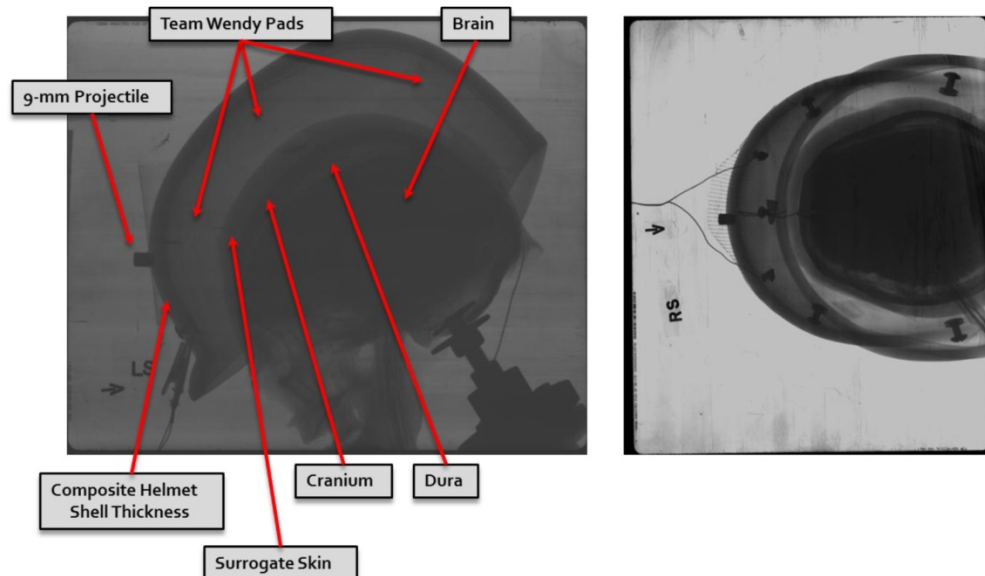 Team Wendy Pads
Brain
9-mm Projectile
LS
RS
Composite Helmet
Shell Thickness
Cranium
Dura
Surrogate Skin